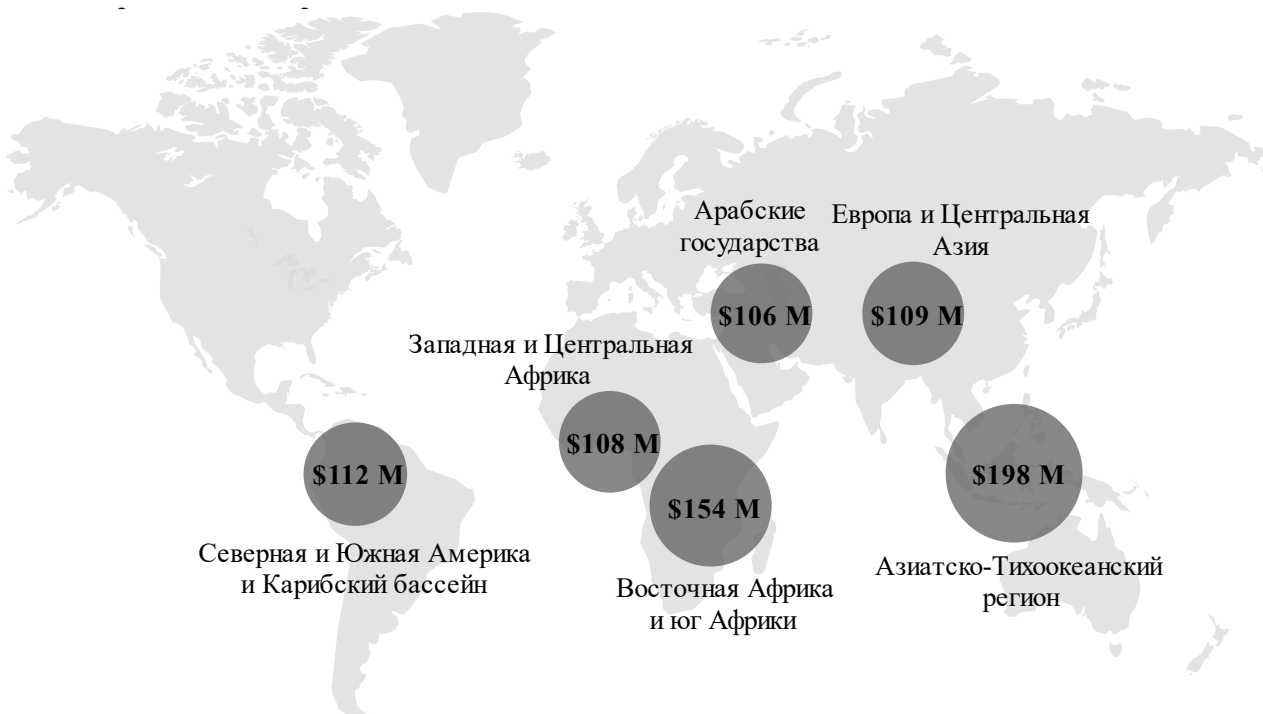 Арабские
государства
$106 M
Европа и Центральная
Азия
$109 M
Западная и Центральная
Африка
$108 M
$112 M
Северная и Южная Америка
и Карибский бассейн
$154 M
Восточная Африка
и юг Африки
$198 M
Азиатско-Тихоокеанский
регион